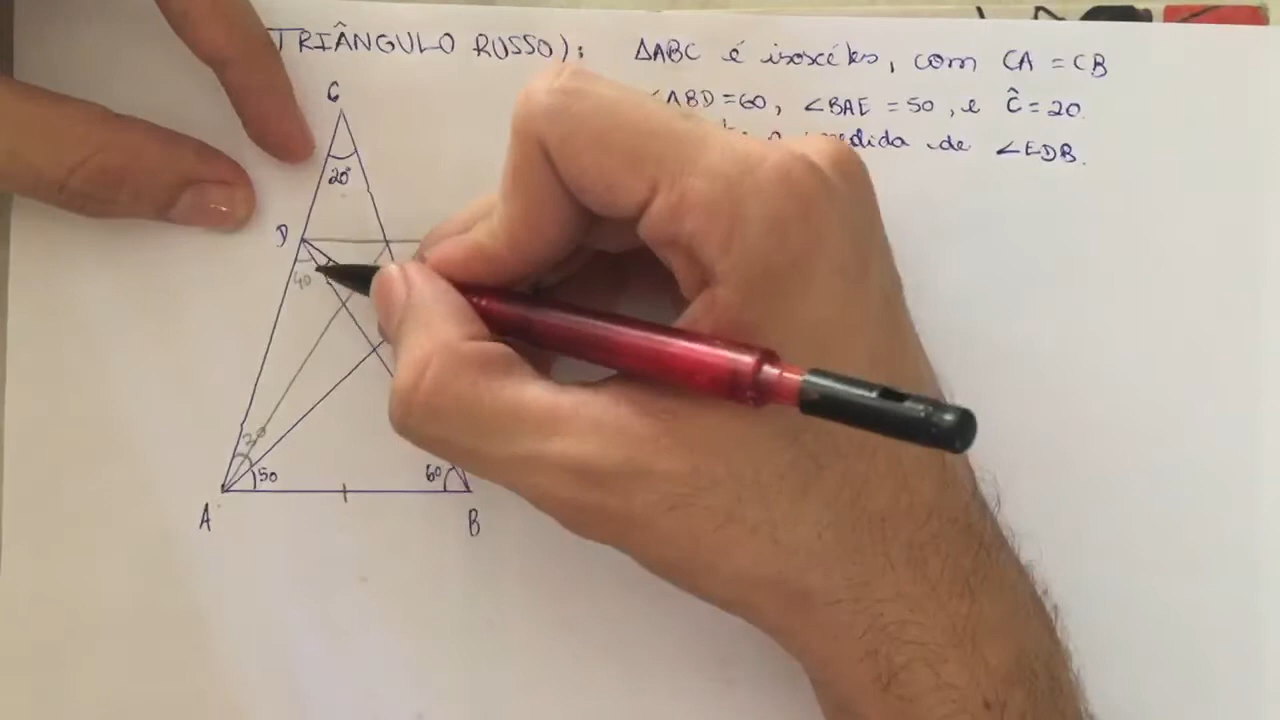 TRIÂNGULO RUSSO): ΔABC é isoscéles, com CA = CB
∠ABD=60, ∠BAE = 50, e Ĉ = 20.
medida de ∠EDB.
C
20°
D
40
20
50
60
A
B